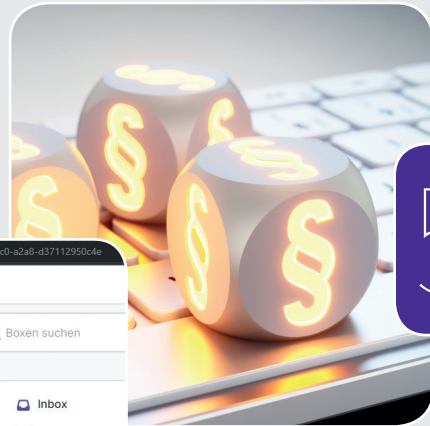 § § §
§ § § §
c0-a2a8-d37112950c4e
Boxen suchen
Inbox